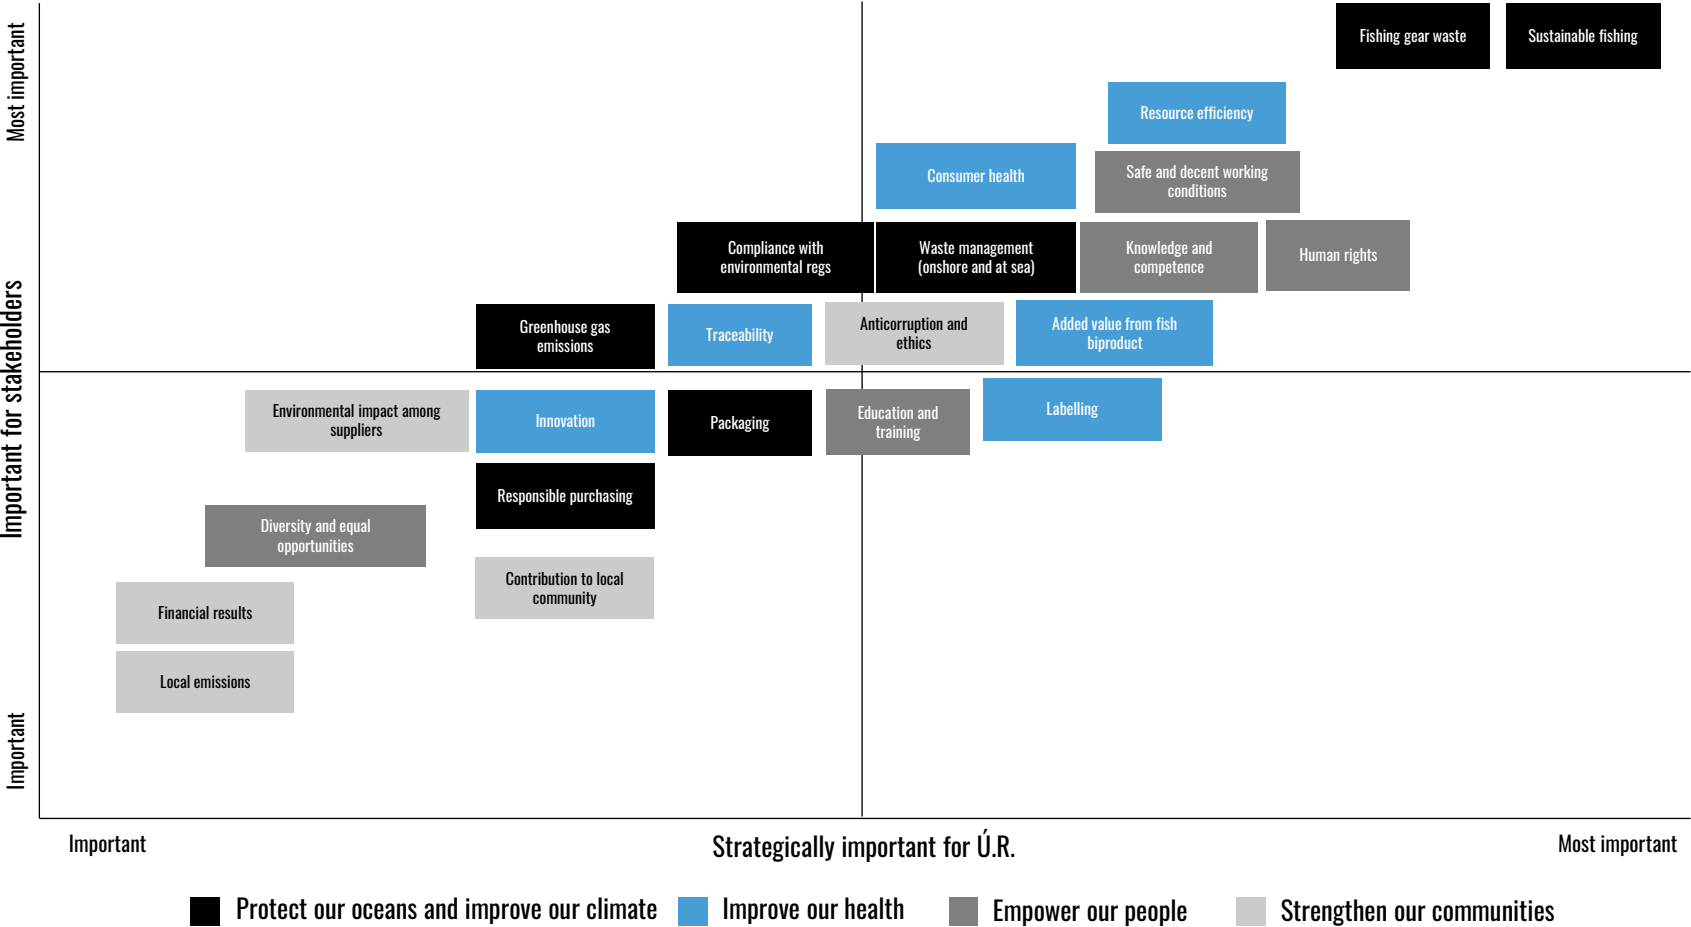 Most important
Important for stakeholders
Important
Fishing gear waste
Sustainable fishing
Resource efficiency
Consumer health
Safe and decent working
conditions
Compliance with
environmental regs
Waste management
(onshore and at sea)
Knowledge and
competence
Human rights
Greenhouse gas
emissions
Traceability
Anticorruption and
ethics
Added value from fish
biproduct
Environmental impact among
suppliers
Innovation
Packaging
Education and
training
Labelling
Responsible purchasing
Diversity and equal
opportunities
Contribution to local
community
Financial results
Local emissions
Important
Strategically important for Ú.R.
Most important
Protect our oceans and improve our climate
Improve our health
Empower our people
Strengthen our communities